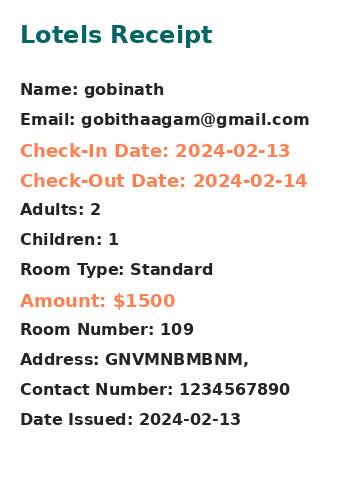 Lotels Receipt
Name: gobinath
Email: gobithaagam@gmail.com
Check-In Date: 2024-02-13
Check-Out Date: 2024-02-14
Adults: 2
Children: 1
Room Type: Standard
Amount: $1500
Room Number: 109
Address: GNVMNBMBNM,
Contact Number: 1234567890
Date Issued: 2024-02-13